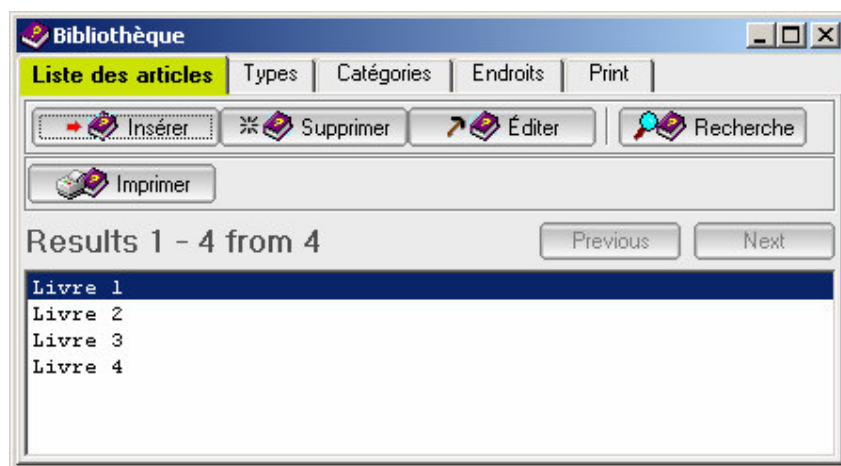 Bibliothèque
Liste des articles Types Catégories Endroits Print
Insérer Supprimer Éditer Recherche
Imprimer
Results 1 - 4 from 4 Previous Next
Livre 1
Livre 2
Livre 3
Livre 4